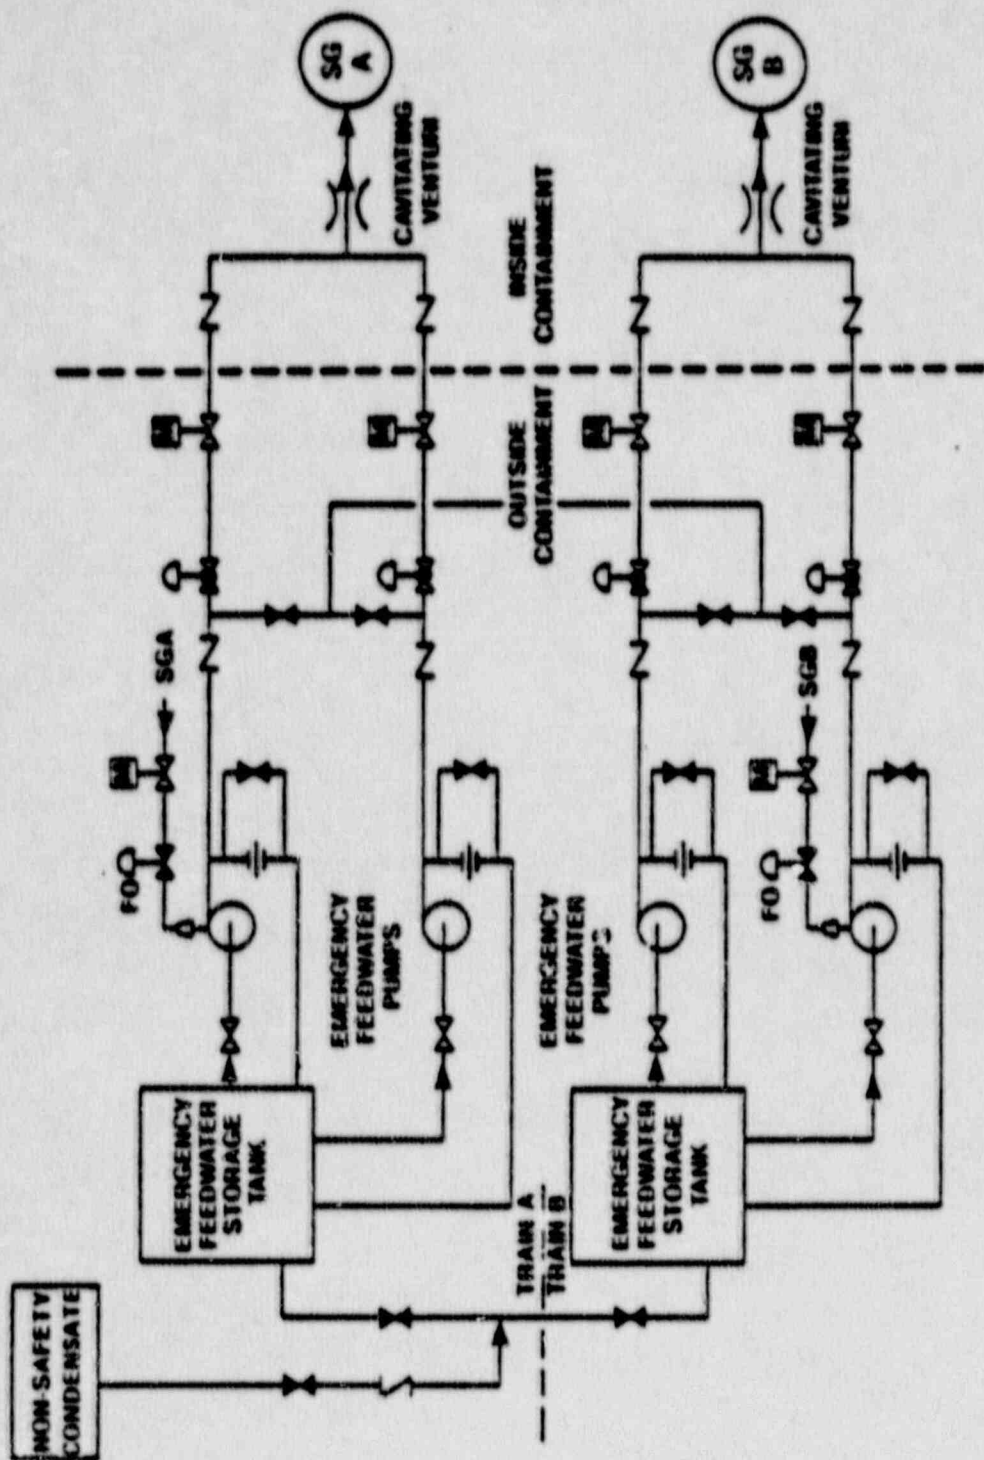 NON-SAFETY
CONDENSATE
EMERGENCY
FEEDWATER
STORAGE
TANK
TRAIN A
TRAIN B
EMERGENCY
FEEDWATER
STORAGE
TANK
EMERGENCY
FEEDWATER
PUMPS
EMERGENCY
FEEDWATER
PUMPS
FO
M
SGA
FO
M
SGB
M
M
M
M
OUTSIDE
CONTAINMENT
INSIDE
CONTAINMENT
CAVITATING
VENTURI
CAVITATING
VENTURI
SG
A
SG
B